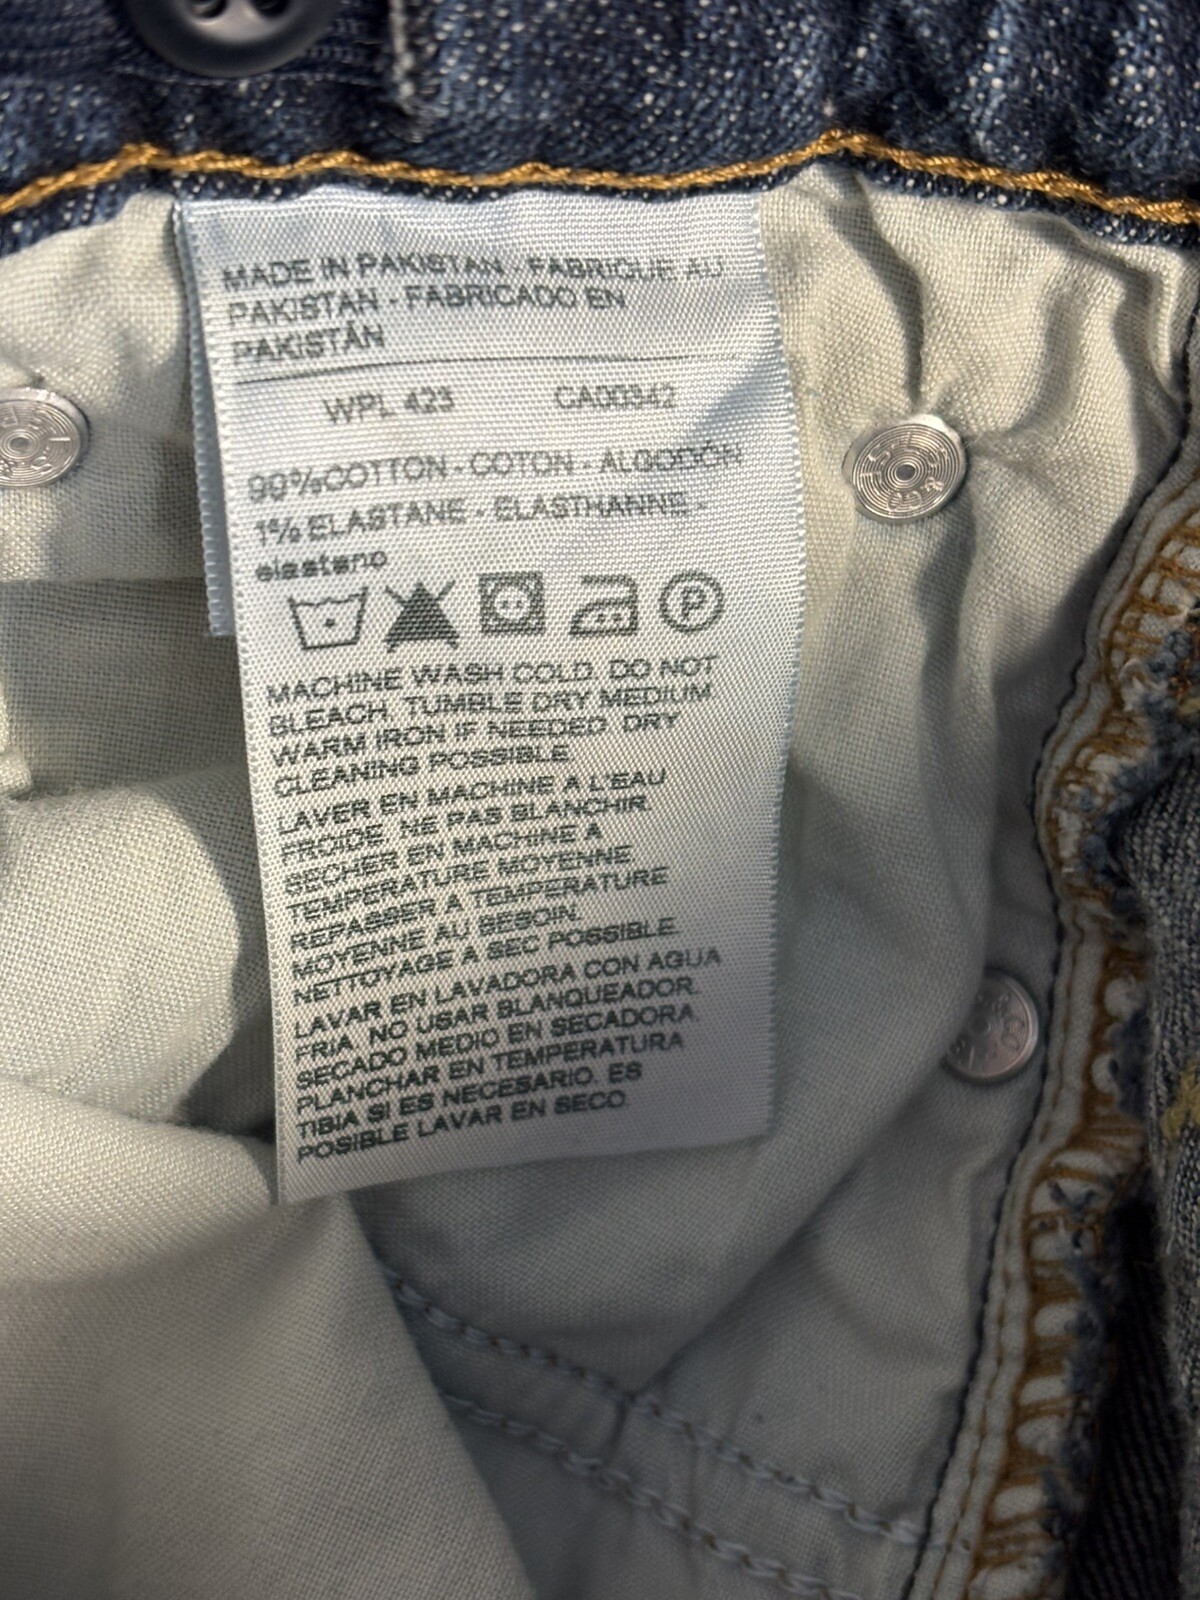 MADE IN PAKISTAN - FABRIQUE AU
PAKISTAN - FABRICADO EN
PAKISTÁN
WPL 423 CA00342
99%COTTON - COTON - ALGODÓN
1% ELASTANE - ELASTHANNE -
elastano
P
MACHINE WASH COLD. DO NOT
BLEACH. TUMBLE DRY MEDIUM
WARM IRON IF NEEDED DRY
CLEANING POSSIBLE
LAVER EN MACHINE A L'EAU
FROIDE NE PAS BLANCHIR
SECHER EN MACHINE A
TEMPERATURE MOYENNE
REPASSER A TEMPERATURE
MOYENNE AU BESOIN.
NETTOYAGE A SEC POSSIBLE.
LAVAR EN LAVADORA CON AGUA
FRIA NO USAR BLANQUEADOR
SECADO MEDIO EN SECADORA
PLANCHAR EN TEMPERATURA
TIBIA SI ES NECESARIO. ES
POSIBLE LAVAR EN SECO